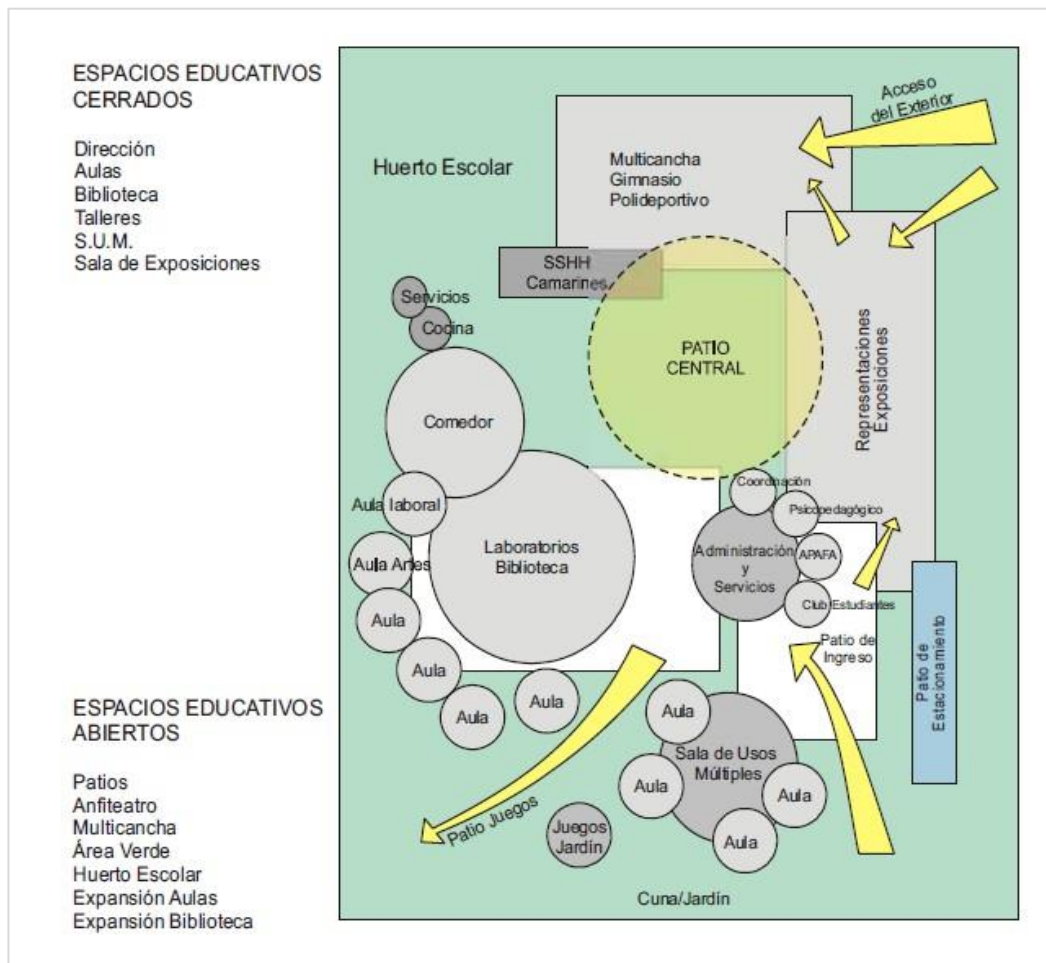 ESPACIOS EDUCATIVOS
CERRADOS
Dirección
Aulas
Biblioteca
Talleres
S.U.M.
Sala de Exposiciones
ESPACIOS EDUCATIVOS
ABIERTOS
Patios
Anfiteatro
Multicancha
Área Verde
Huerto Escolar
Expansión Aulas
Expansión Biblioteca
Acceso
del Exterior
Huerto Escolar
Multicancha
Gimnasio
Polideportivo
SSHH
Camarines
Servicios
Cocina
PATIO
CENTRAL
Representaciones
Exposiciones
Comedor
Coordinación
Aula laboral
Psicopedagógico
Laboratorios
Biblioteca
Administración
y
Servicios
APAFA
Aula Artes
Club Estudiantes
Aula
Patio de
Ingreso
Patio de
Estacionamiento
Aula
Aula
Aula
Aula
Sala de Usos
Múltiples
Aula
Aula
Patio Juegos
Juegos
Jardín
Aula
Cuna/Jardín